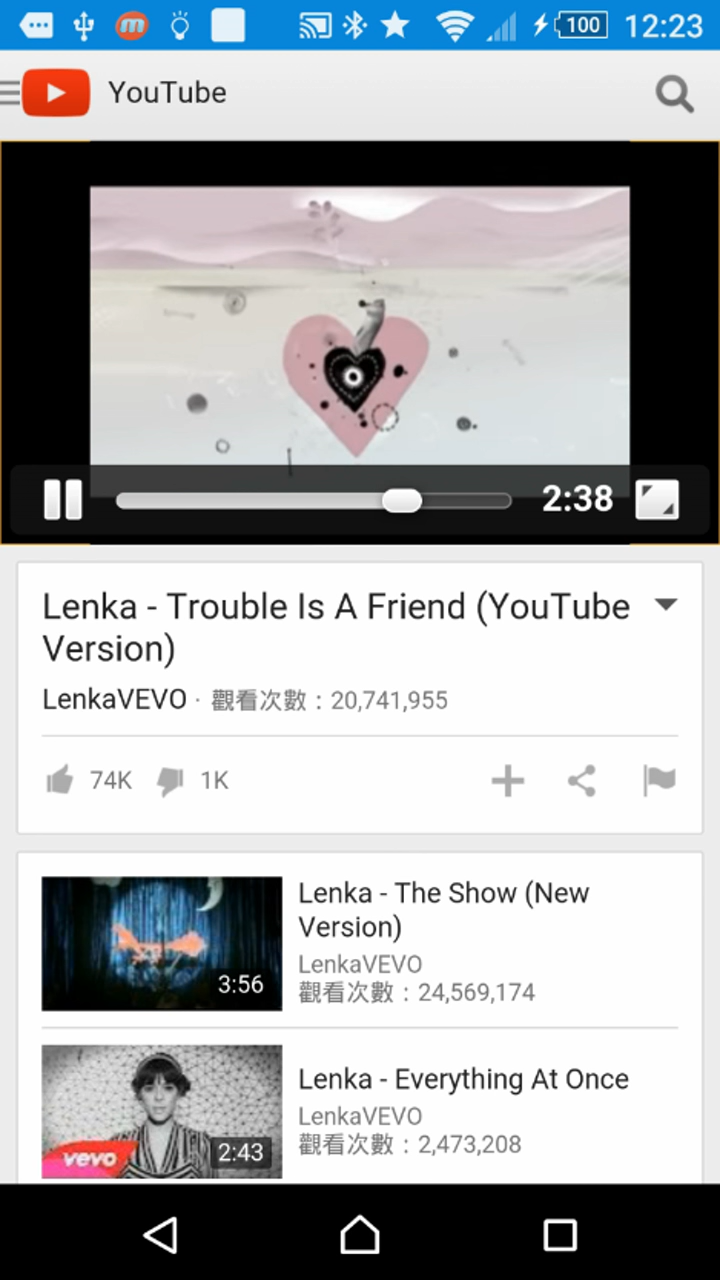 100 12:23
YouTube
2:38
Lenka - Trouble Is A Friend (YouTube
Version)
LenkaVEVO · 觀看次數：20,741,955
74K 1K
Lenka - The Show (New
Version)
LenkaVEVO
觀看次數：24,569,174
3:56
Lenka - Everything At Once
LenkaVEVO
觀看次數：2,473,208
vevo
2:43